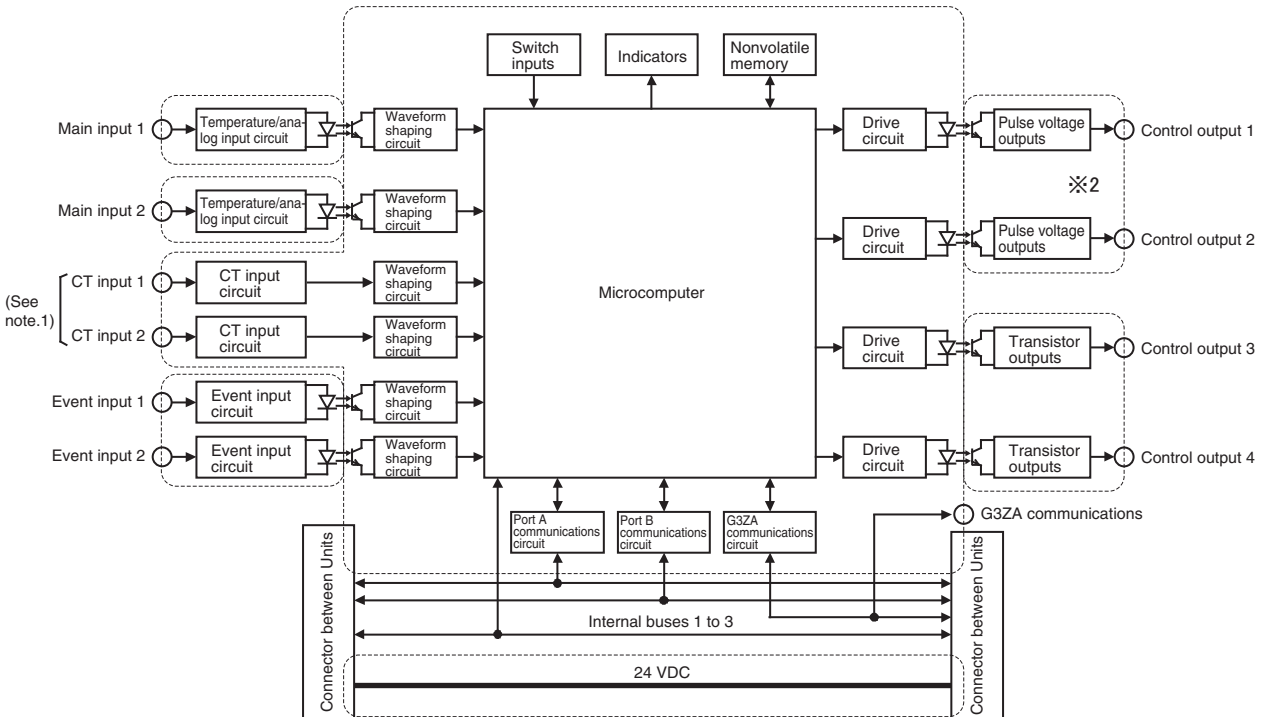 Switch
inputs
Indicators
Nonvolatile
memory
Main input 1
Temperature/ana-
log input circuit
Waveform
shaping
circuit
Drive
circuit
Pulse voltage
outputs
Control output 1
※2
Main input 2
Temperature/ana-
log input circuit
Waveform
shaping
circuit
Drive
circuit
Pulse voltage
outputs
Control output 2
(See
note.1)
CT input 1
CT input
circuit
Waveform
shaping
circuit
Microcomputer
CT input 2
CT input
circuit
Waveform
shaping
circuit
Drive
circuit
Transistor
outputs
Control output 3
Event input 1
Event input
circuit
Waveform
shaping
circuit
Event input 2
Event input
circuit
Waveform
shaping
circuit
Drive
circuit
Transistor
outputs
Control output 4
Port A
communications
circuit
Port B
communications
circuit
G3ZA
communications
circuit
G3ZA communications
Connector between Units
Internal buses 1 to 3
24 VDC
Connector between Units